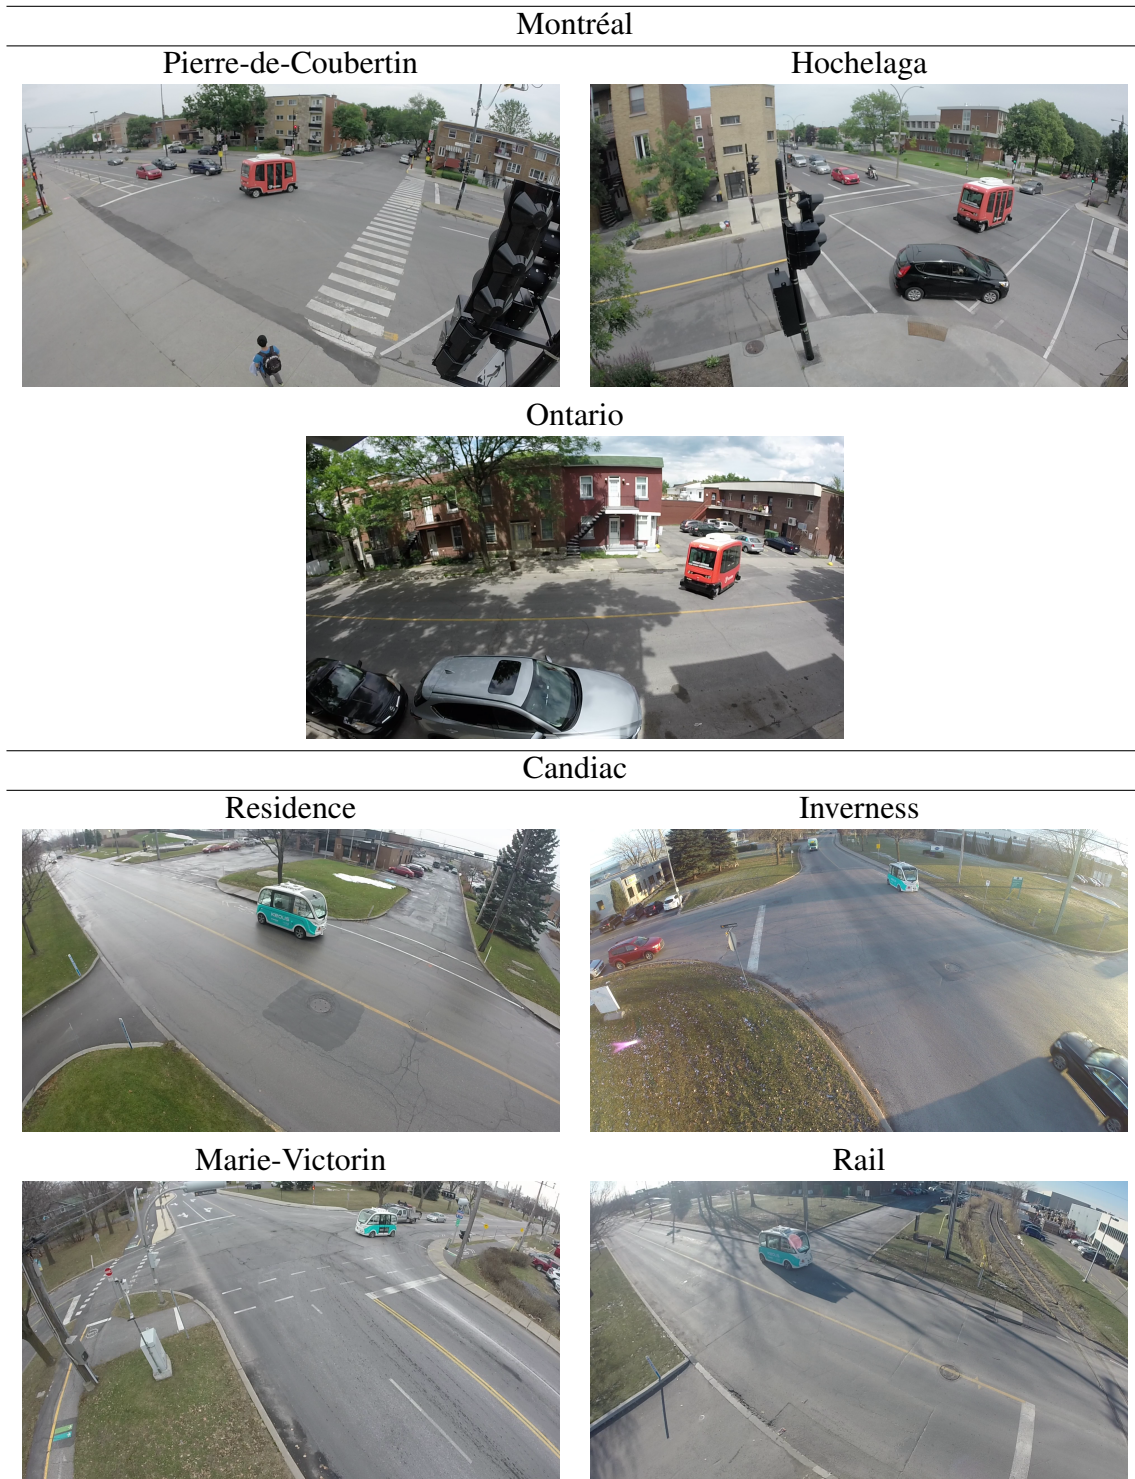 Montréal
Pierre-de-Coubertin
Hochelaga
Ontario
Candiac
Residence
Inverness
Marie-Victorin
Rail